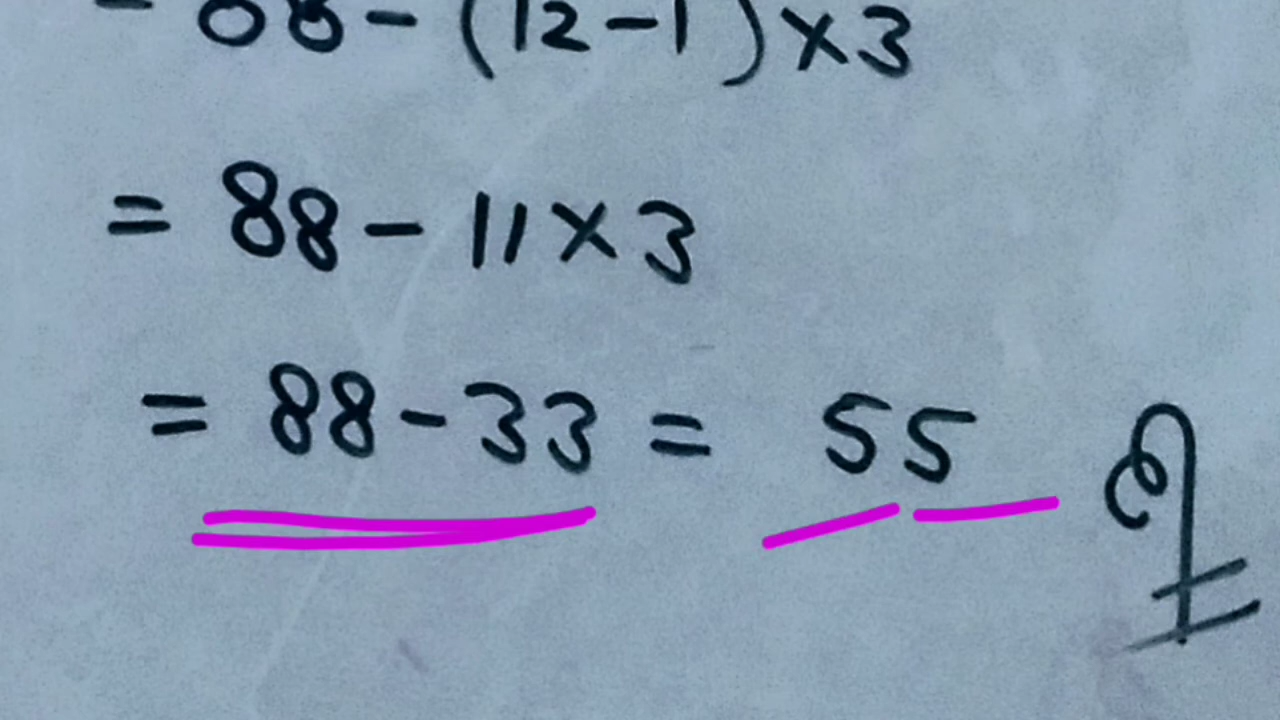 = 88 - (12 - 1) × 3
= 88 - 11 × 3
= 88 - 33 = 55